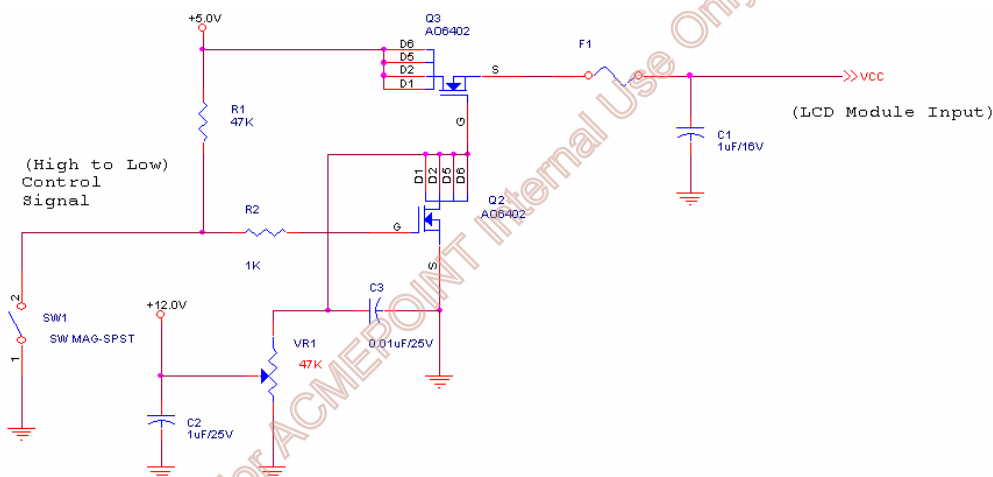 +5.0V
Q3
AO6402
D6
D5
D2
D1
S
G
F1
VCC
(LCD Module Input)
C1
1uF/16V
R1
47K
(High to Low)
Control
Signal
D1
D2
D5
D6
Q2
AO6402
R2
1K
G
S
2
SW1
SW MAG-SPST
1
+12.0V
C3
0.01uF/25V
VR1
47K
C2
1uF/25V
for ACMEPOINT Internal Use Only